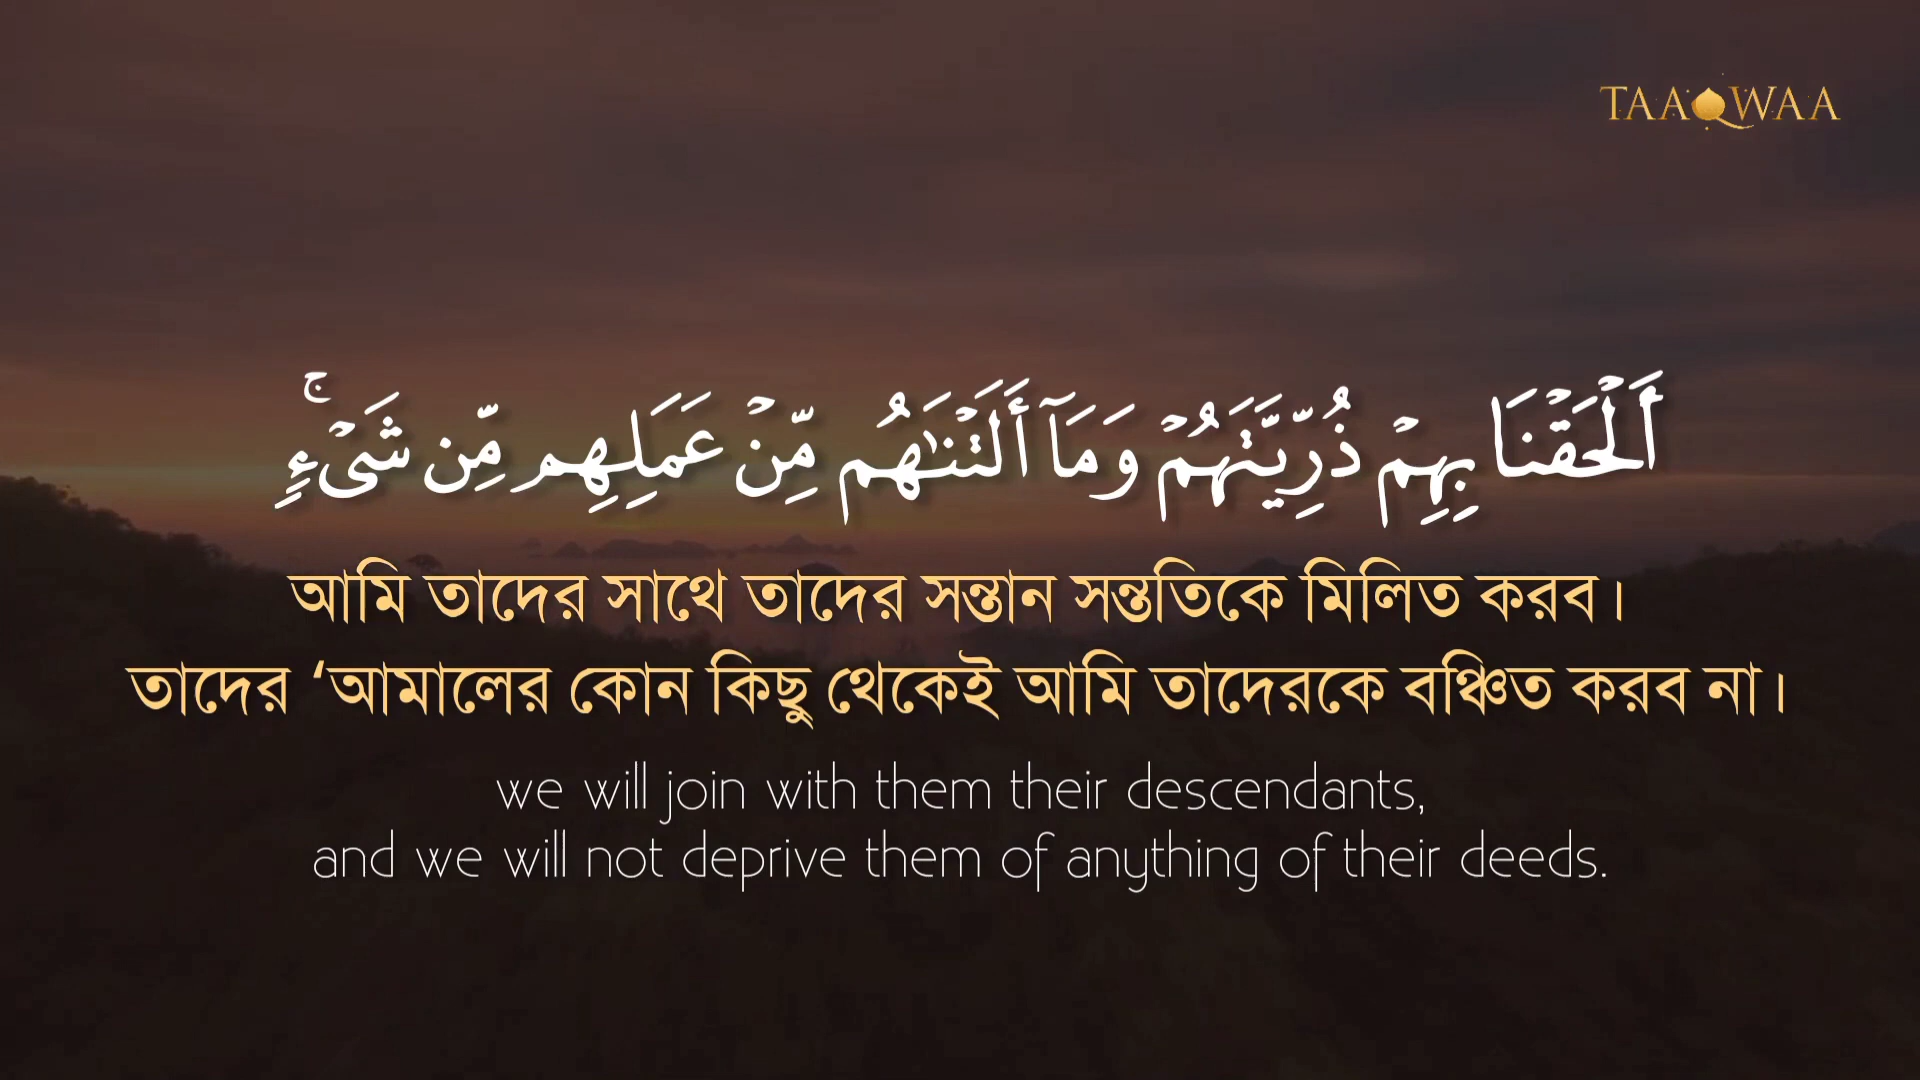 TAAQWAA
أَلْحَقْنَا بِهِمْ ذُرِّيَّتَهُمْ وَمَآ أَلَتْنَـٰهُم مِّنْ عَمَلِهِم مِّن شَىْءٍۚ
আমি তাদের সাথে তাদের সন্তান সন্ততিকে মিলিত করব।
তাদের ‘আমালের কোন কিছু থেকেই আমি তাদেরকে বঞ্চিত করব না।
we will join with them their descendants,
and we will not deprive them of anything of their deeds.